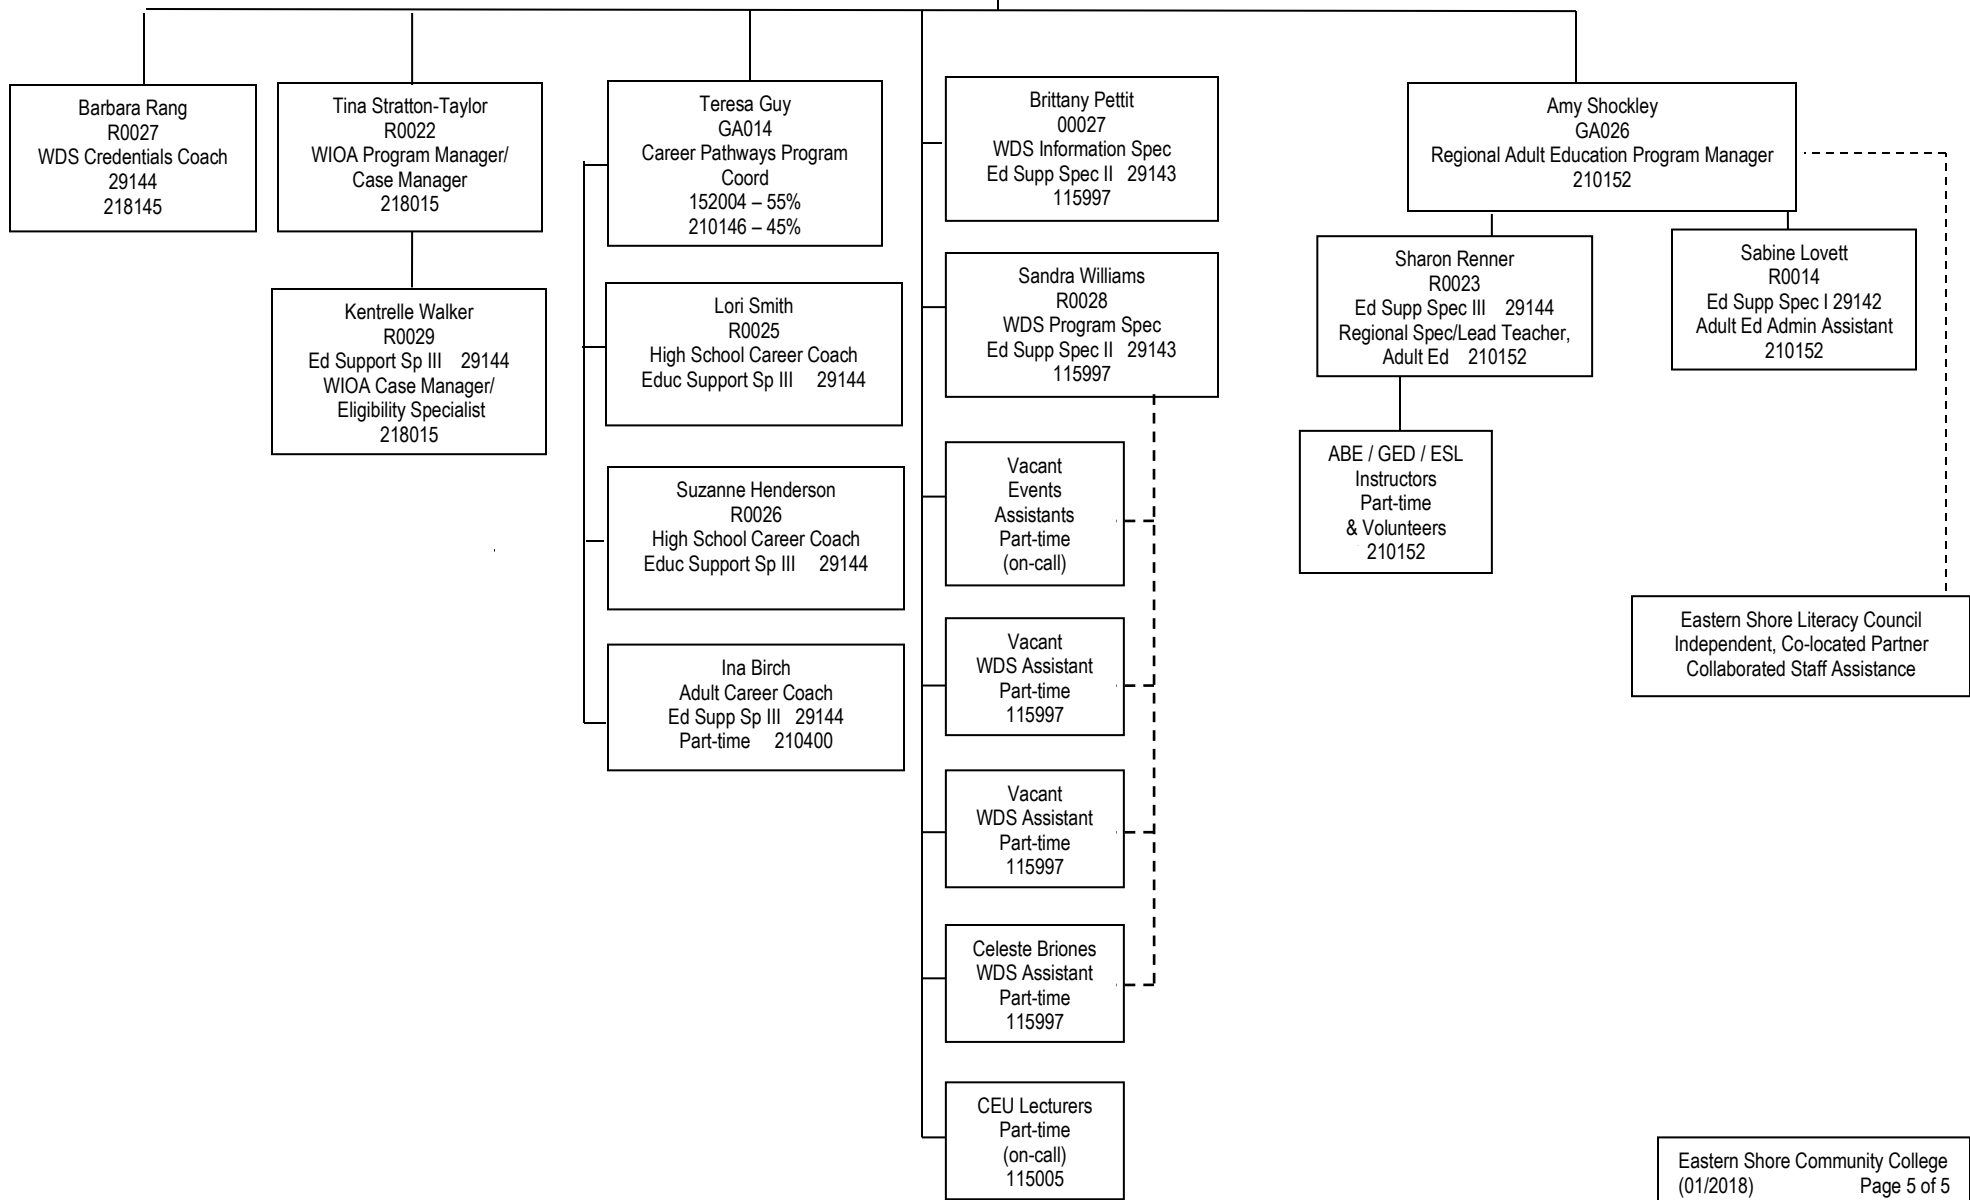 Barbara Rang
R0027
WDS Credentials Coach
29144
218145
Tina Stratton-Taylor
R0022
WIOA Program Manager/
Case Manager
218015
Kentrelle Walker
R0029
Ed Support Sp III 29144
WIOA Case Manager/
Eligibility Specialist
218015
Teresa Guy
GA014
Career Pathways Program
Coord
152004 – 55%
210146 – 45%
Lori Smith
R0025
High School Career Coach
Educ Support Sp III 29144
Suzanne Henderson
R0026
High School Career Coach
Educ Support Sp III 29144
Ina Birch
Adult Career Coach
Ed Supp Sp III 29144
Part-time 210400
Brittany Pettit
00027
WDS Information Spec
Ed Supp Spec II 29143
115997
Sandra Williams
R0028
WDS Program Spec
Ed Supp Spec II 29143
115997
Vacant
Events
Assistants
Part-time
(on-call)
Vacant
WDS Assistant
Part-time
115997
Vacant
WDS Assistant
Part-time
115997
Celeste Briones
WDS Assistant
Part-time
115997
CEU Lecturers
Part-time
(on-call)
115005
Amy Shockley
GA026
Regional Adult Education Program Manager
210152
Sharon Renner
R0023
Ed Supp Spec III 29144
Regional Spec/Lead Teacher,
Adult Ed 210152
Sabine Lovett
R0014
Ed Supp Spec I 29142
Adult Ed Admin Assistant
210152
ABE / GED / ESL
Instructors
Part-time
& Volunteers
210152
Eastern Shore Literacy Council
Independent, Co-located Partner
Collaborated Staff Assistance
Eastern Shore Community College
(01/2018) Page 5 of 5